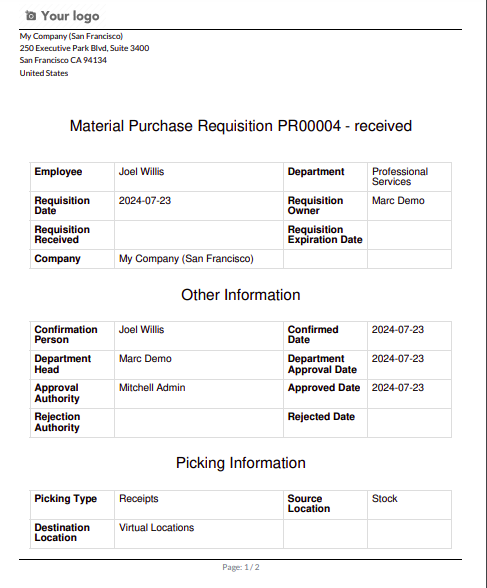 Your logo
My Company (San Francisco)
250 Executive Park Blvd, Suite 3400
San Francisco CA 94134
United States
Material Purchase Requisition PR00004 - received
Employee Joel Willis Department Professional
Services
Requisition 2024-07-23 Requisition Marc Demo
Date Owner
Requisition Requisition
Received Expiration Date
Company My Company (San Francisco)
Other Information
Confirmation Joel Willis Confirmed 2024-07-23
Person Date
Department Marc Demo Department 2024-07-23
Head Approval Date
Approval Mitchell Admin Approved Date 2024-07-23
Authority
Rejection Rejected Date
Authority
Picking Information
Picking Type Receipts Source Stock
Location
Destination Virtual Locations
Location
Page: 1 / 2